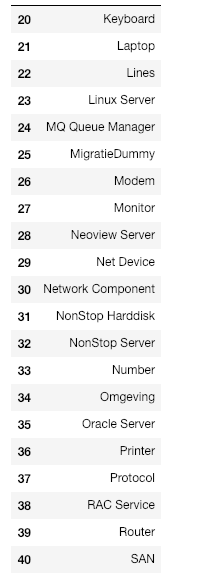 20 Keyboard
21 Laptop
22 Lines
23 Linux Server
24 MQ Queue Manager
25 MigratieDummy
26 Modem
27 Monitor
28 Neoview Server
29 Net Device
30 Network Component
31 NonStop Harddisk
32 NonStop Server
33 Number
34 Omgeving
35 Oracle Server
36 Printer
37 Protocol
38 RAC Service
39 Router
40 SAN